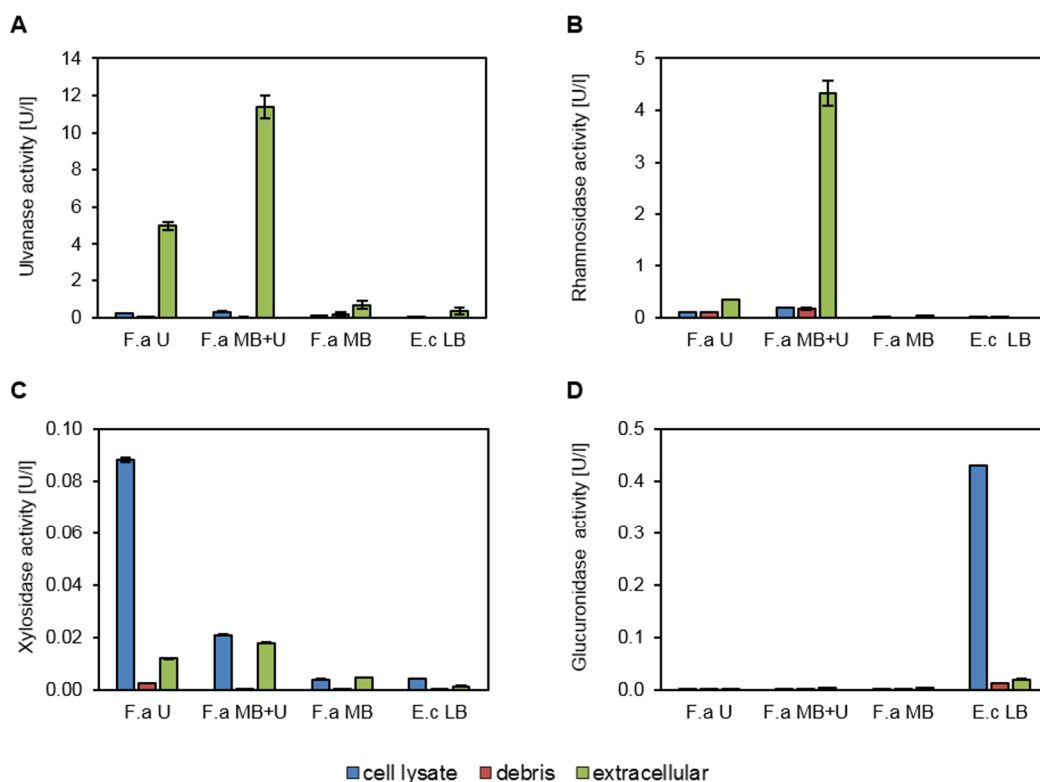 A
Ulvanase activity [U/l]
14
12
10
8
6
4
2
0
F.a U F.a MB+U F.a MB E.c LB
B
Rhamnosidase activity [U/l]
5
4
3
2
1
0
F.a U F.a MB+U F.a MB E.c LB
C
Xylosidase activity [U/l]
0.10
0.08
0.06
0.04
0.02
0.00
F.a U F.a MB+U F.a MB E.c LB
D
Glucuronidase activity [U/l]
0.5
0.4
0.3
0.2
0.1
0.0
F.a U F.a MB+U F.a MB E.c LB
cell lysate debris extracellular